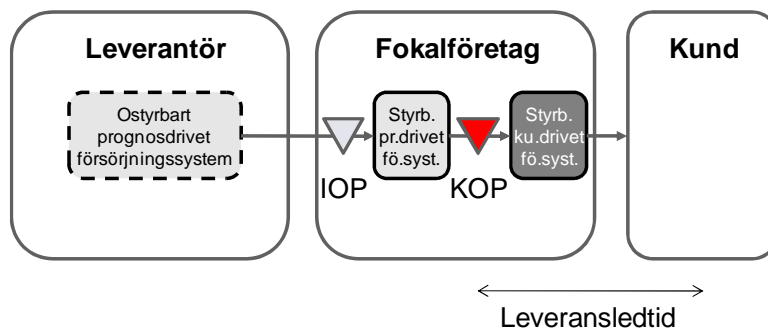 Leverantör
Fokalföretag
Kund
Ostyrbart
prognosdrivet
försörjningssystem
Styrb.
pr.drivet
fö.syst.
Styrb.
ku.drivet
fö.syst.
IOP
KOP
Leveransledtid